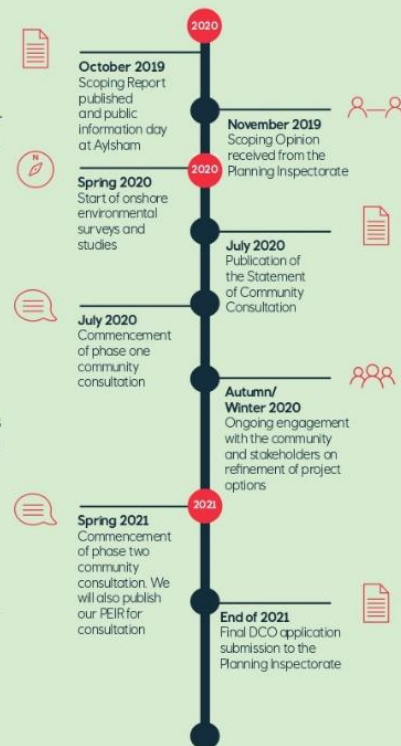 2020
October 2019
Scoping Report
published
and public
information day
at Aylsham
November 2019
Scoping Opinion
received from the
Planning Inspectorate
N
2020
Spring 2020
Start of onshore
environmental
surveys and
studies
July 2020
Publication of
the Statement
of Community
Consultation
July 2020
Commencement
of phase one
community
consultation
Autumn/
Winter 2020
Ongoing engagement
with the community
and stakeholders on
refinement of project
options
2021
Spring 2021
Commencement
of phase two
community
consultation. We
will also publish
our PEIR for
consultation
End of 2021
Final DCO application
submission to the
Planning Inspectorate